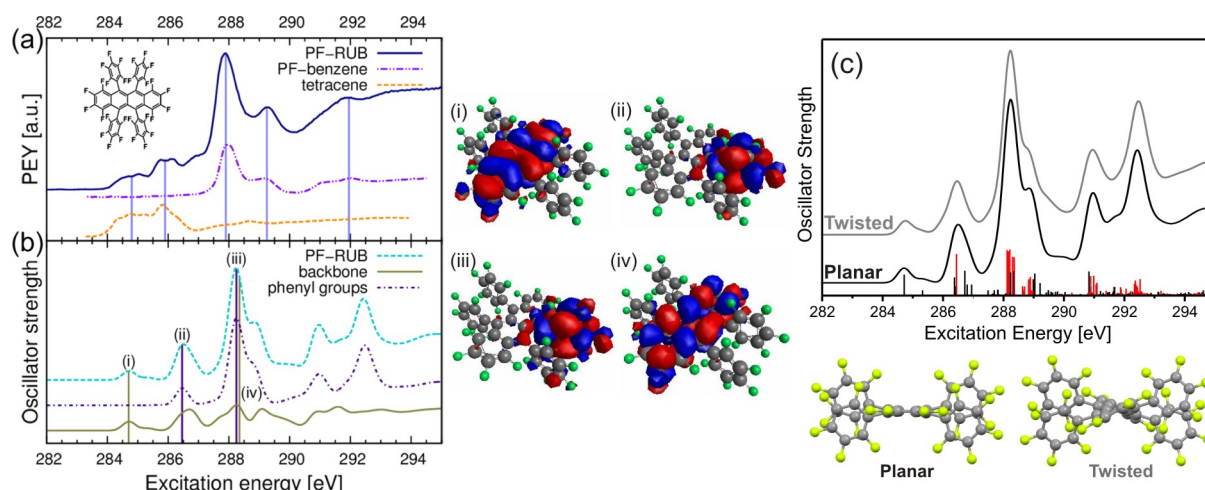 282 284 286 288 290 292 294
(a)
PF-RUB
PF-benzene
tetracene
PEY [a.u.]
F F F F F F F F F F F F F F F F F F F F F F F F F F F F
(b)
PF-RUB
backbone
phenyl groups
(i)
(ii)
(iii)
(iv)
Oscillator strength
282 284 286 288 290 292 294
Excitation energy [eV]
(i)
(ii)
(iii)
(iv)
(c)
Oscillator Strength
Twisted
Planar
282 284 286 288 290 292 294
Excitation Energy [eV]
Planar
Twisted